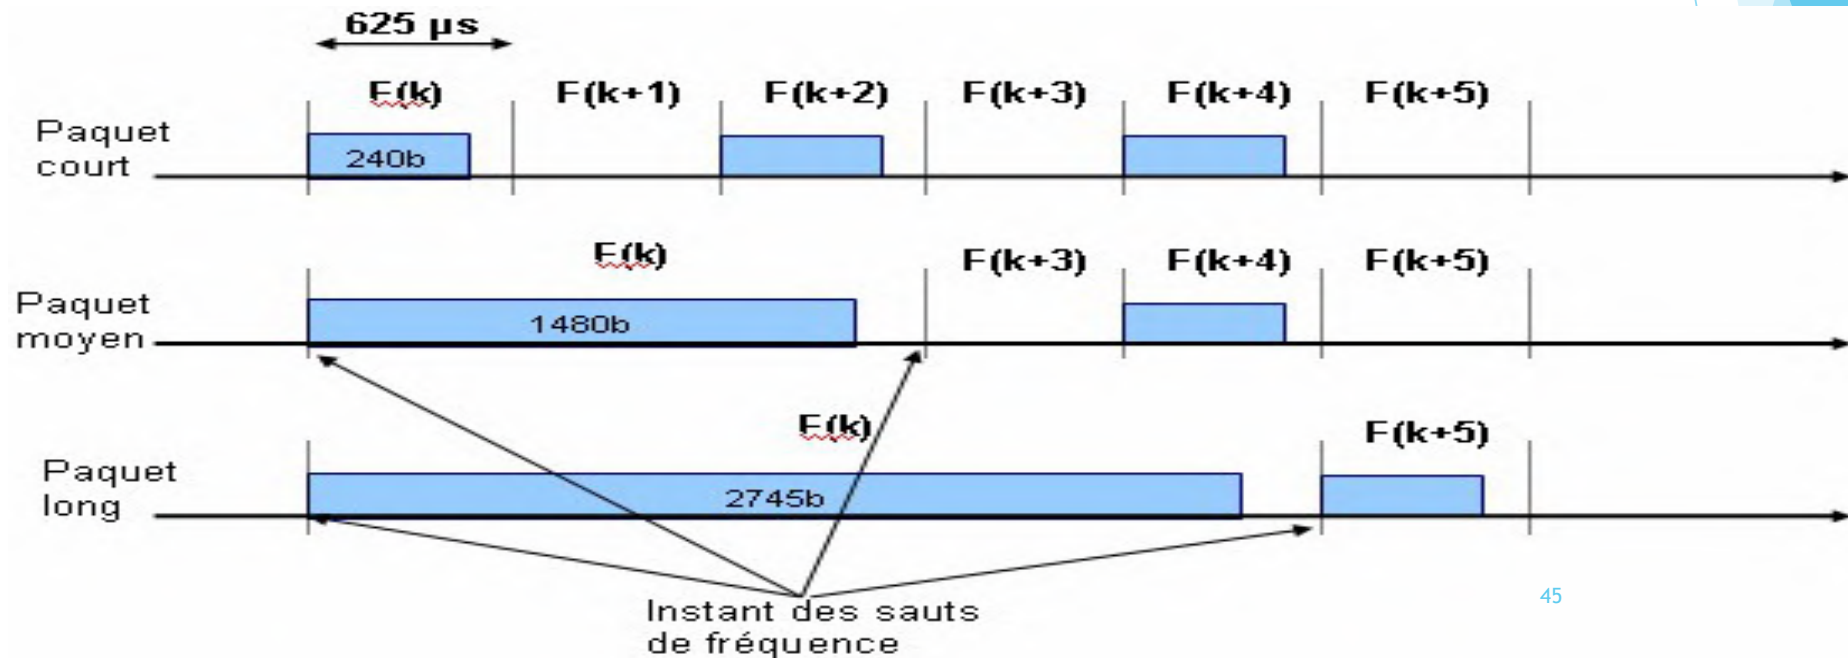 625 µs
F(k) F(k+1) F(k+2) F(k+3) F(k+4) F(k+5)
Paquet
court
240b
F(k) F(k+3) F(k+4) F(k+5)
Paquet
moyen
1480b
F(k) F(k+5)
Paquet
long
2745b
Instant des sauts
de fréquence
45